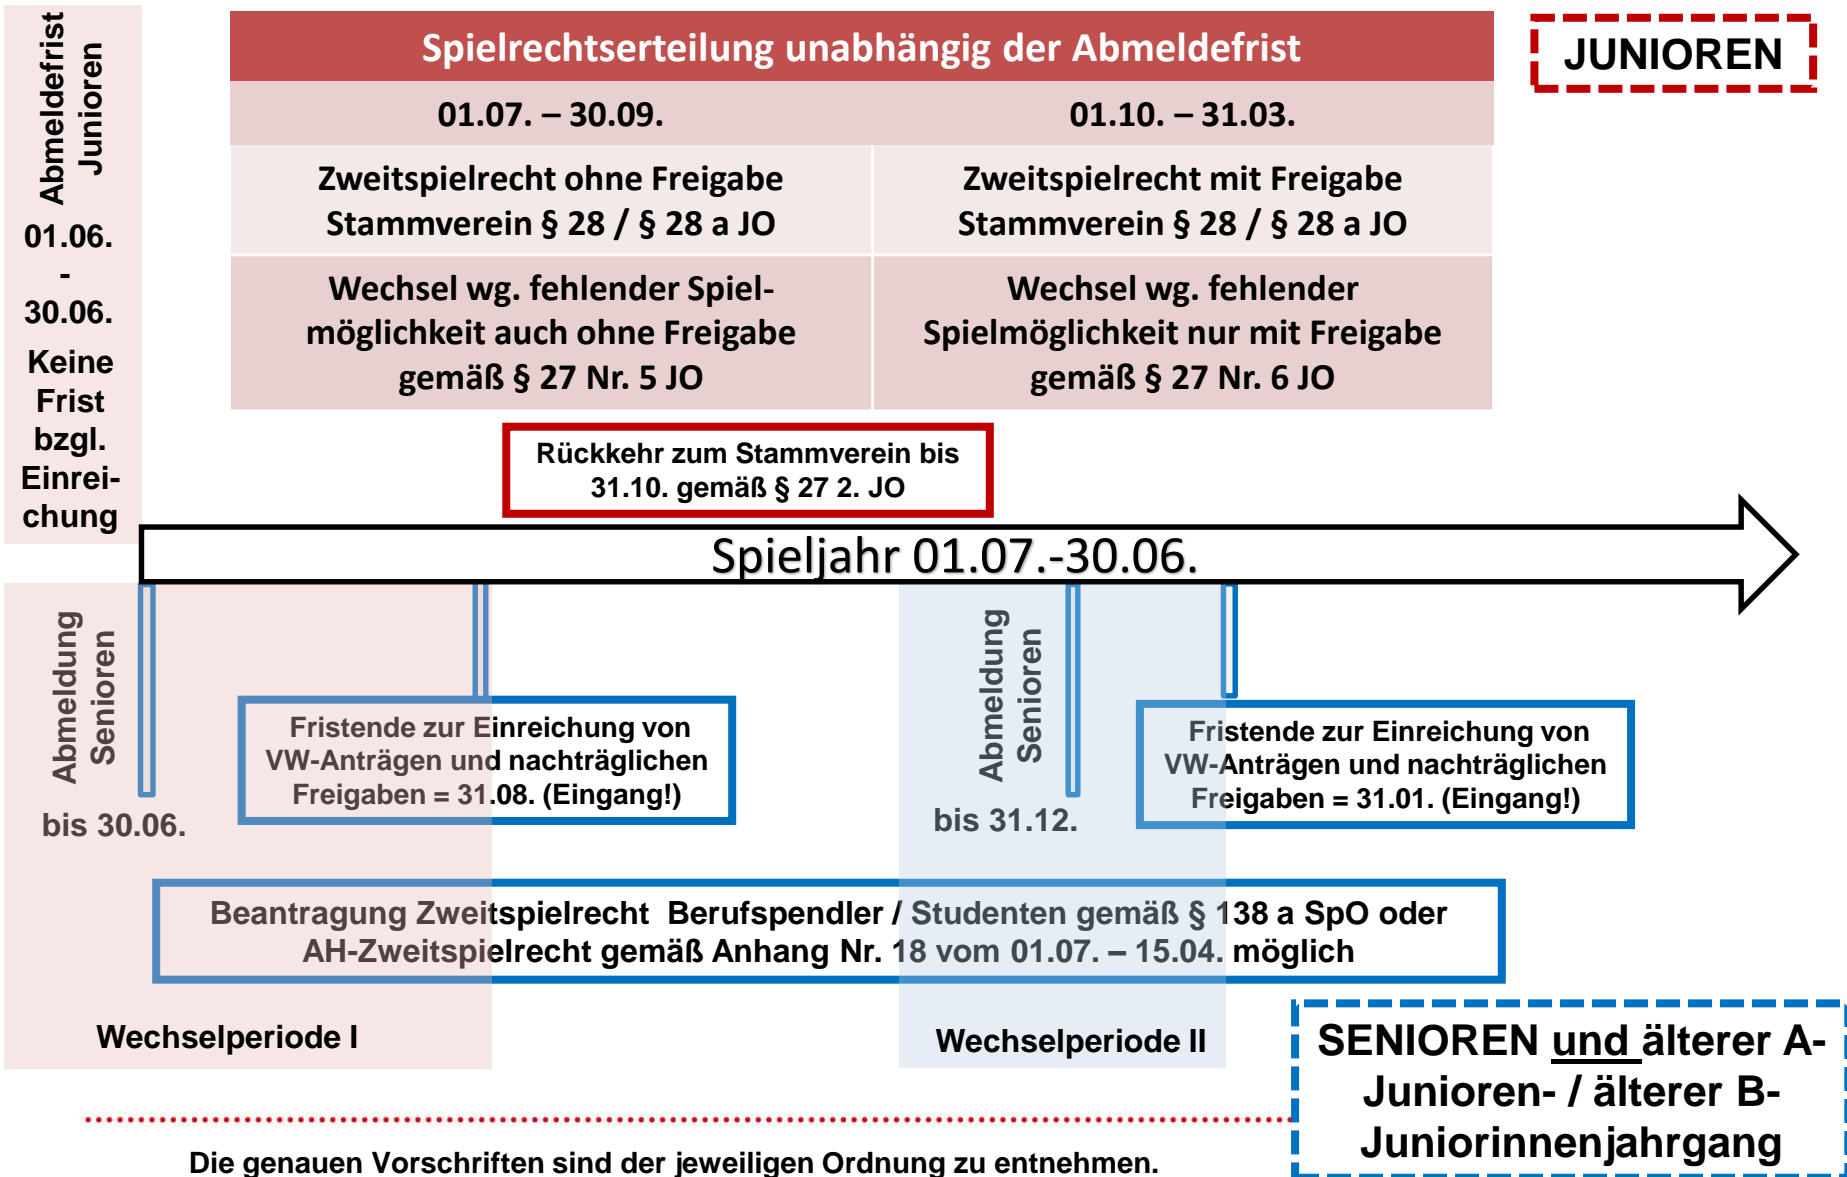 Abmeldefrist
Junioren
01.06.
-
30.06.
Keine
Frist
bzgl.
Einrei-
chung
Spielrechtserteilung unabhängig der Abmeldefrist
01.07. – 30.09.
01.10. – 31.03.
Zweitspielrecht ohne Freigabe
Stammverein § 28 / § 28 a JO
Zweitspielrecht mit Freigabe
Stammverein § 28 / § 28 a JO
Wechsel wg. fehlender Spiel-
möglichkeit auch ohne Freigabe
gemäß § 27 Nr. 5 JO
Wechsel wg. fehlender
Spielmöglichkeit nur mit Freigabe
gemäß § 27 Nr. 6 JO
JUNIOREN
Rückkehr zum Stammverein bis
31.10. gemäß § 27 2. JO
Spieljahr 01.07.-30.06.
Abmeldung
Senioren
bis 30.06.
Fristende zur Einreichung von
VW-Anträgen und nachträglichen
Freigaben = 31.08. (Eingang!)
Abmeldung
Senioren
bis 31.12.
Fristende zur Einreichung von
VW-Anträgen und nachträglichen
Freigaben = 31.01. (Eingang!)
Beantragung Zweitspielrecht Berufspendler / Studenten gemäß § 138 a SpO oder
AH-Zweitspielrecht gemäß Anhang Nr. 18 vom 01.07. – 15.04. möglich
Wechselperiode I
Wechselperiode II
SENIOREN und älterer A-
Junioren- / älterer B-
Juniorinnenjahrgang
Die genauen Vorschriften sind der jeweiligen Ordnung zu entnehmen.